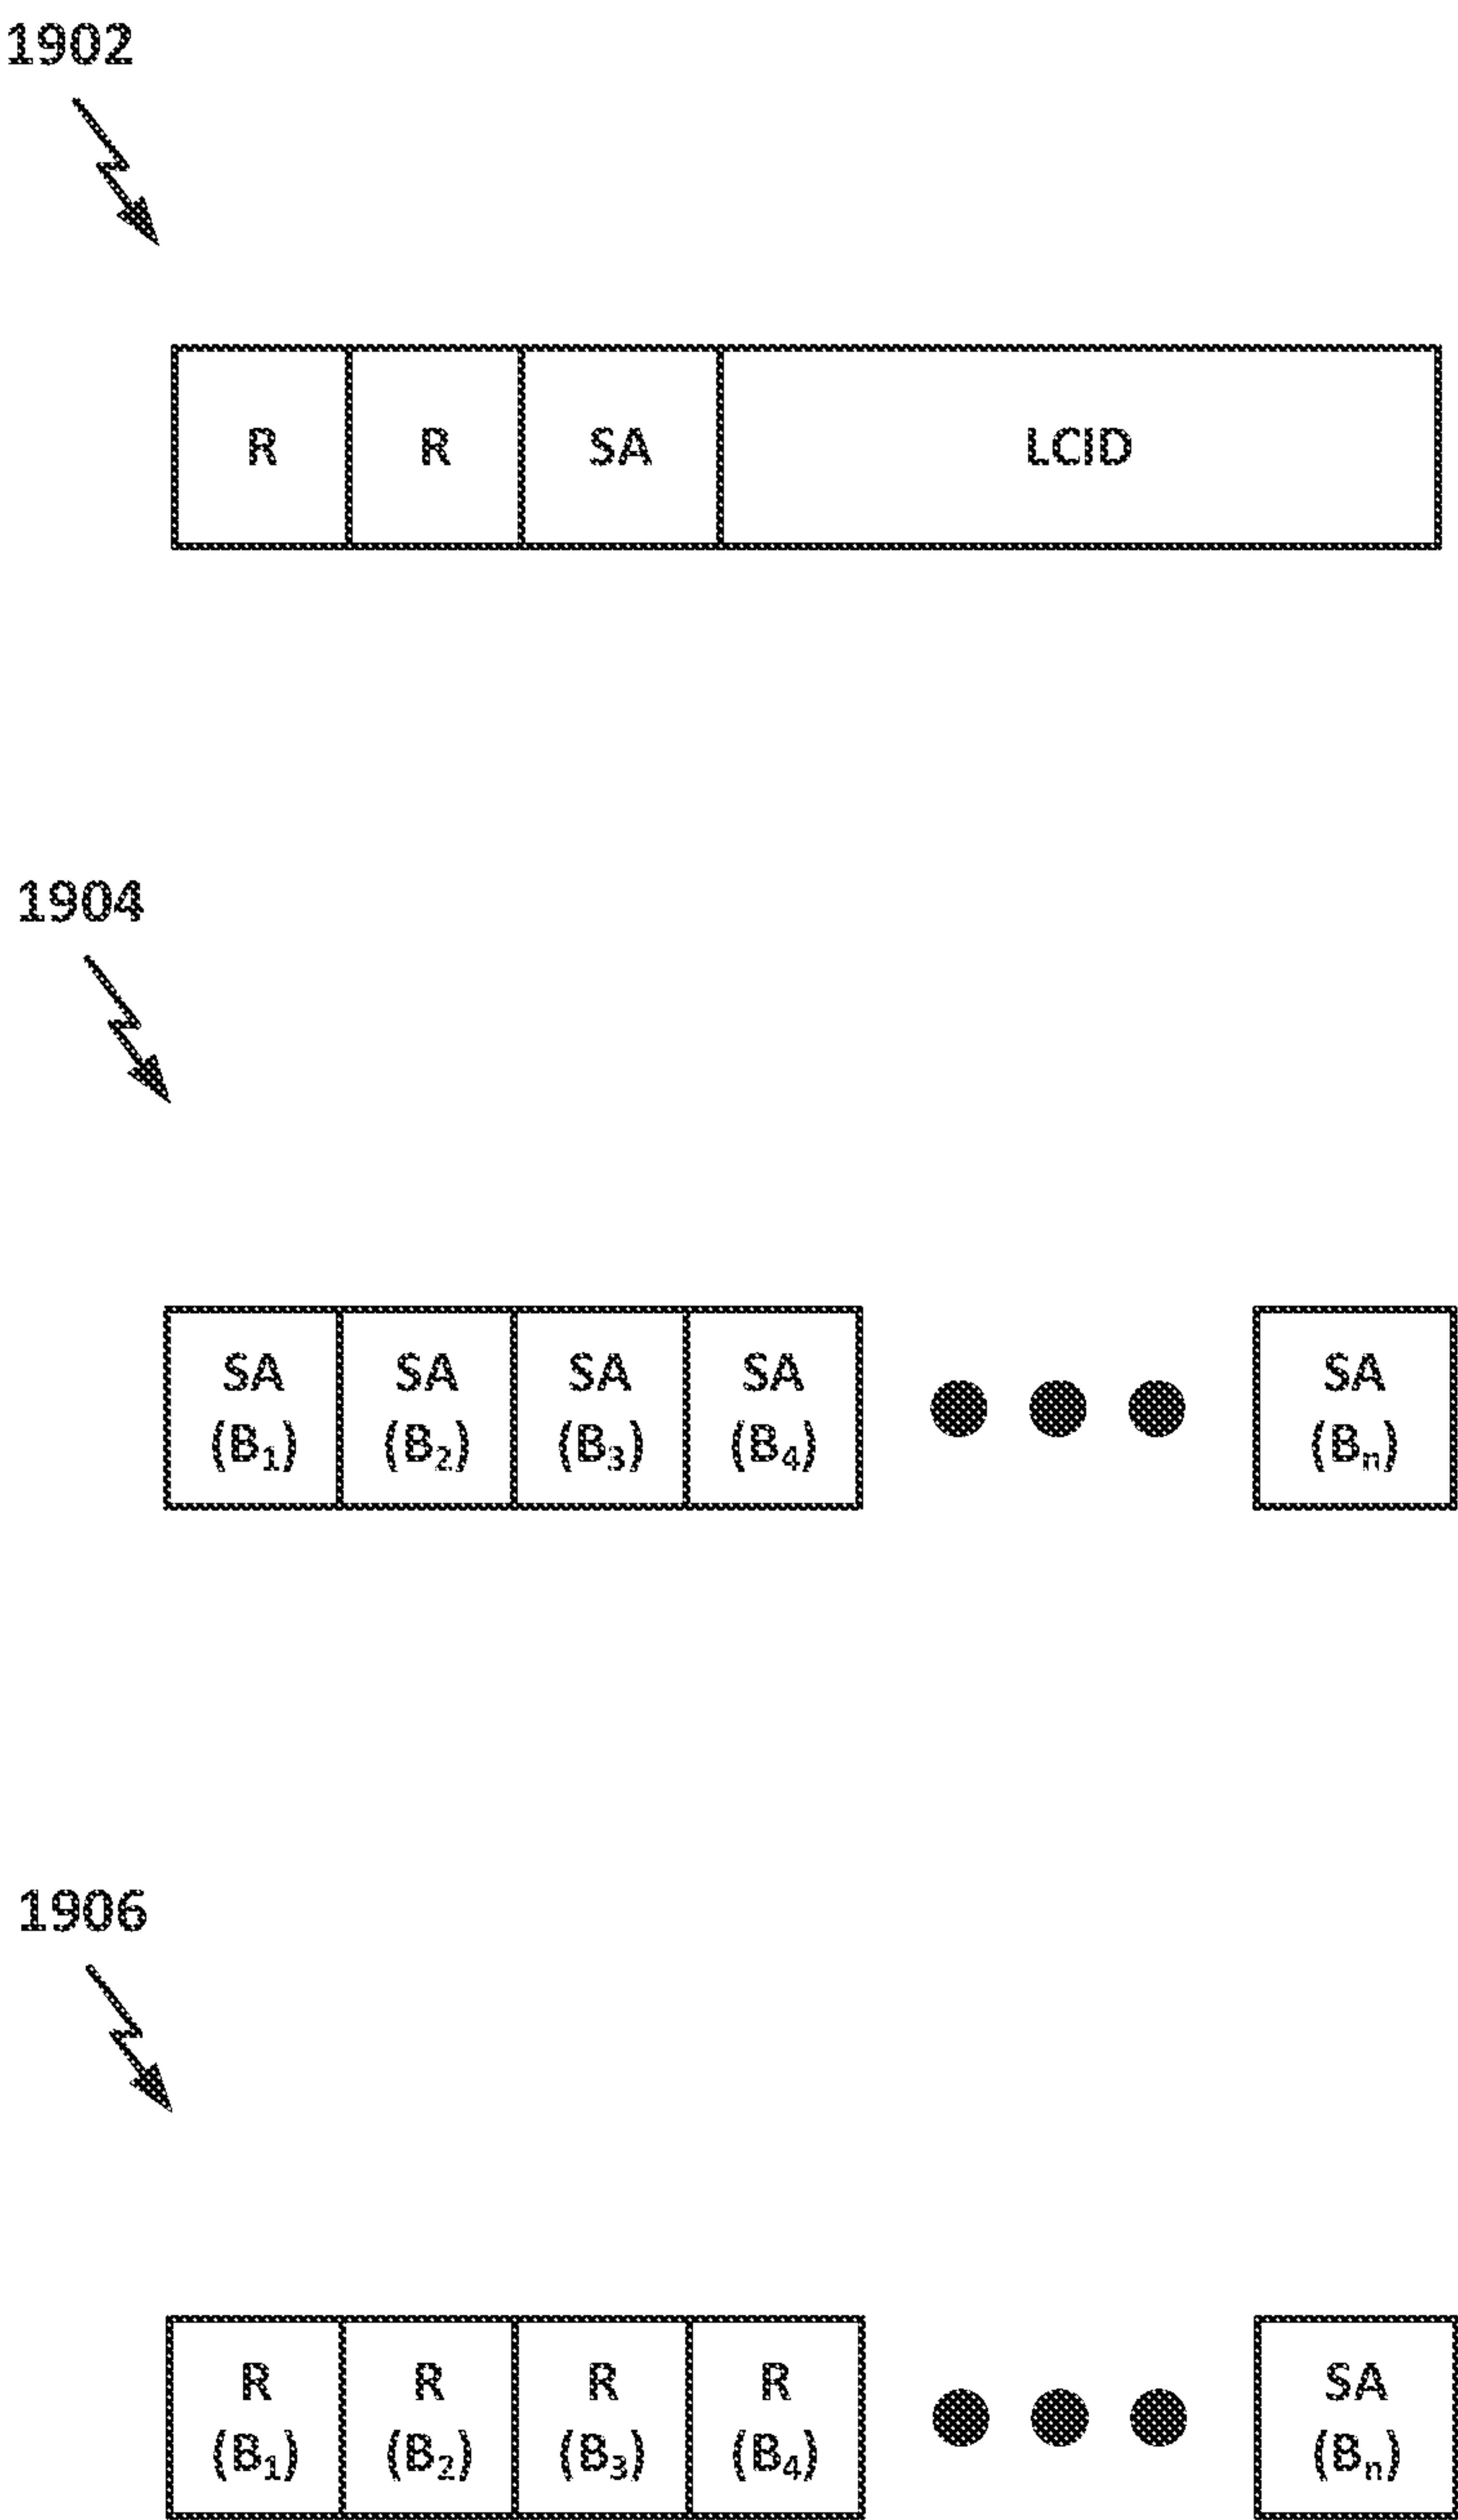 1902
R R SA LCID
1904
SA SA SA SA SA
(B₁) (B₂) (B₃) (B₄) (Bₙ)
1906
R R R R SA
(B₁) (B₂) (B₃) (B₄) (Bₙ)